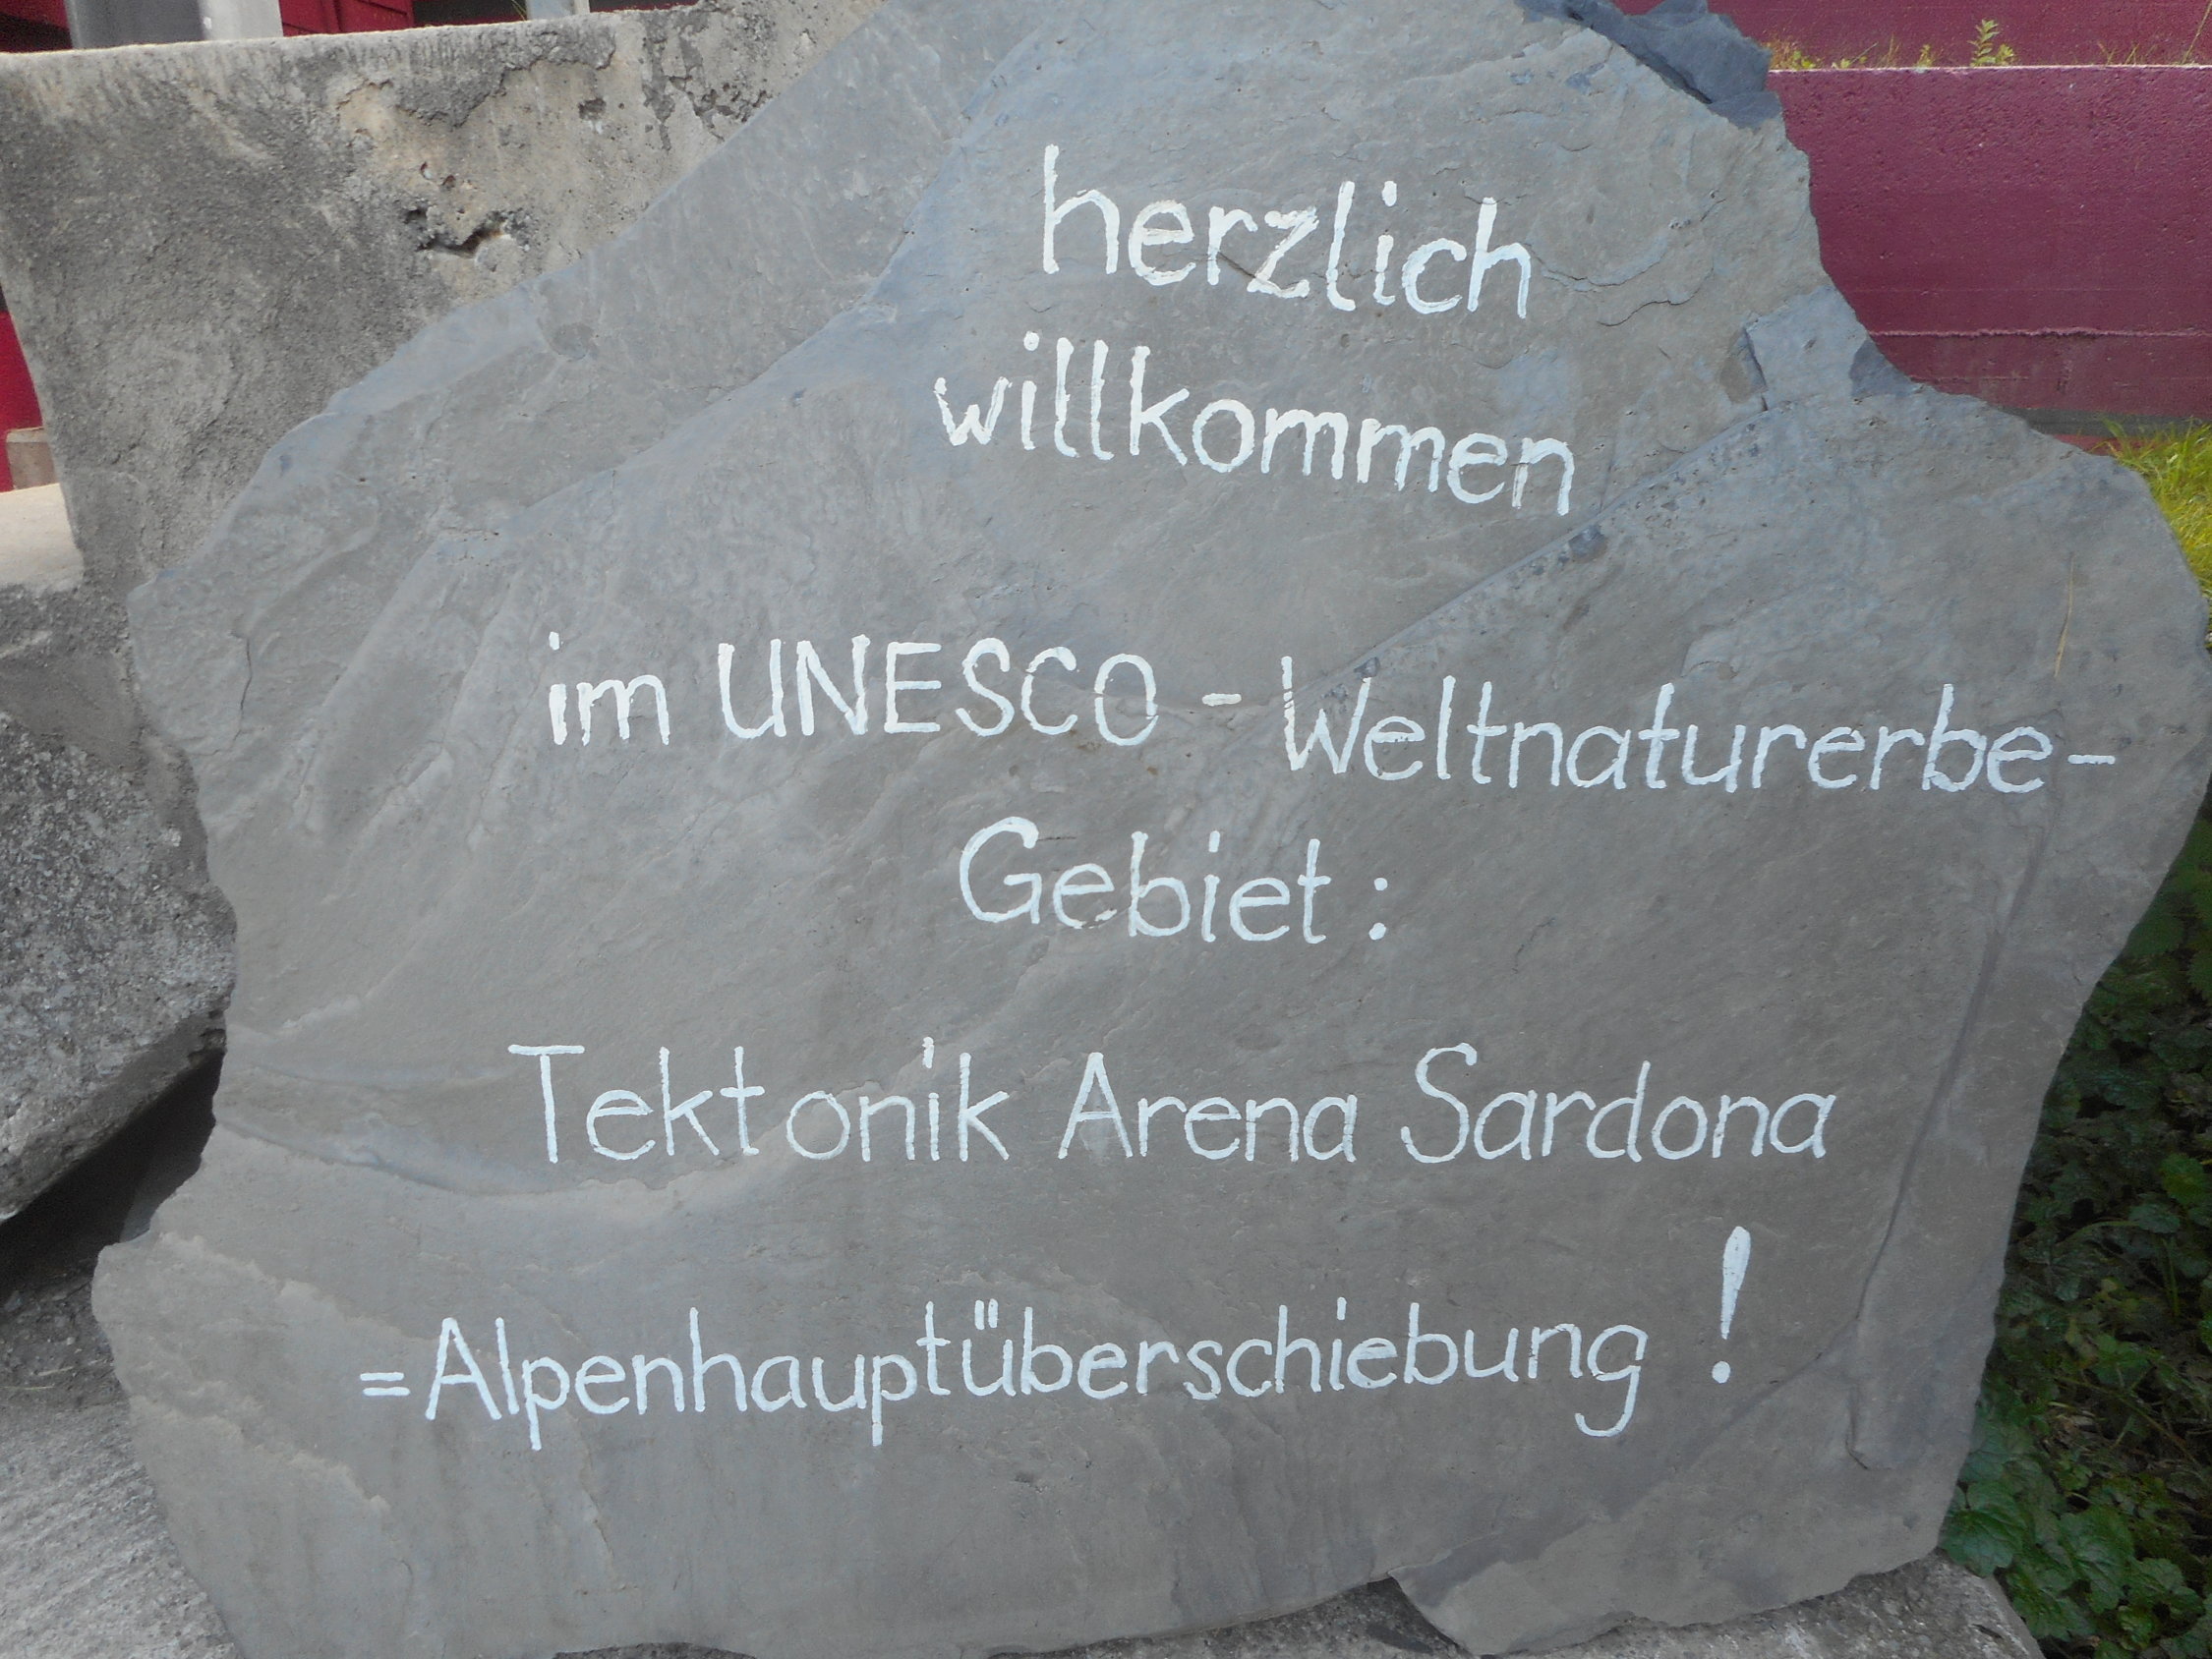 herzlich
willkommen
im UNESCO - Weltnaturerbe-
Gebiet :
Tektonik Arena Sardona
= Alpenhauptüberschiebung !